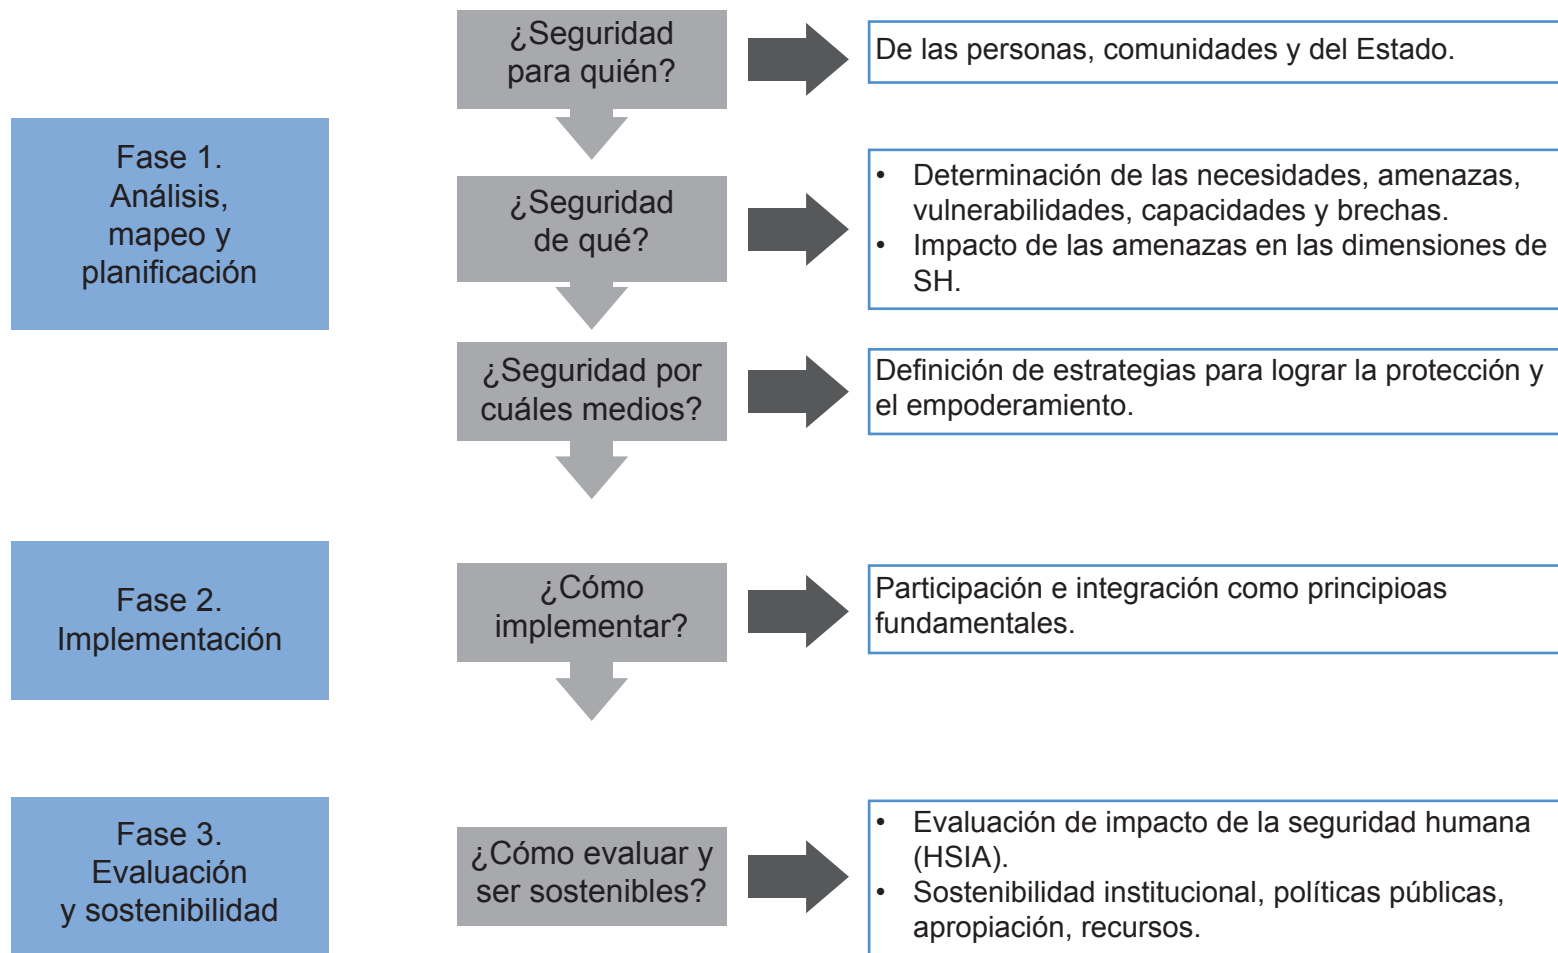 ¿Seguridad
para quién?
De las personas, comunidades y del Estado.
Fase 1.
Análisis,
mapeo y
planificación
¿Seguridad
de qué?
• Determinación de las necesidades, amenazas,
vulnerabilidades, capacidades y brechas.
• Impacto de las amenazas en las dimensiones de
SH.
¿Seguridad por
cuáles medios?
Definición de estrategias para lograr la protección y
el empoderamiento.
Fase 2.
Implementación
¿Cómo
implementar?
Participación e integración como principioas
fundamentales.
Fase 3.
Evaluación
y sostenibilidad
¿Cómo evaluar y
ser sostenibles?
• Evaluación de impacto de la seguridad humana
(HSIA).
• Sostenibilidad institucional, políticas públicas,
apropiación, recursos.